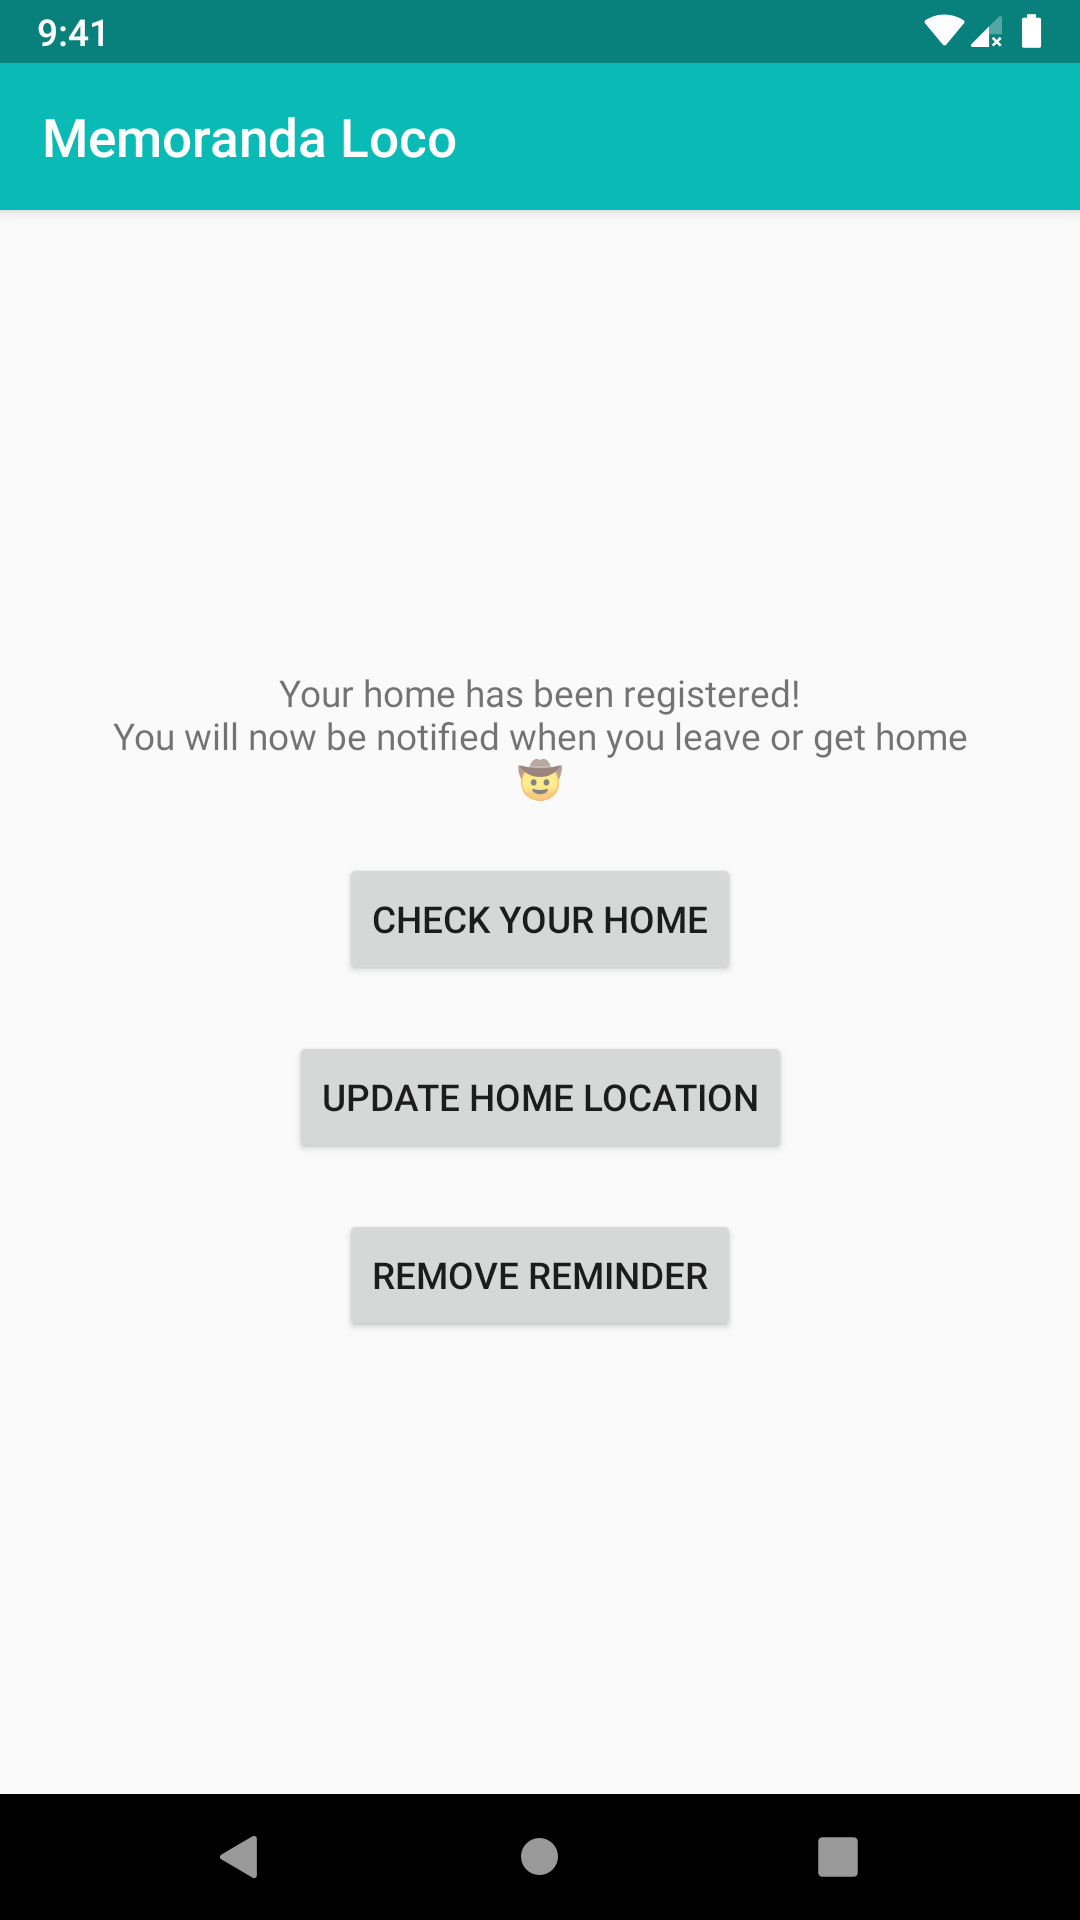 9:41
Memoranda Loco
Your home has been registered!
You will now be notified when you leave or get home
🤠
CHECK YOUR HOME
UPDATE HOME LOCATION
REMOVE REMINDER